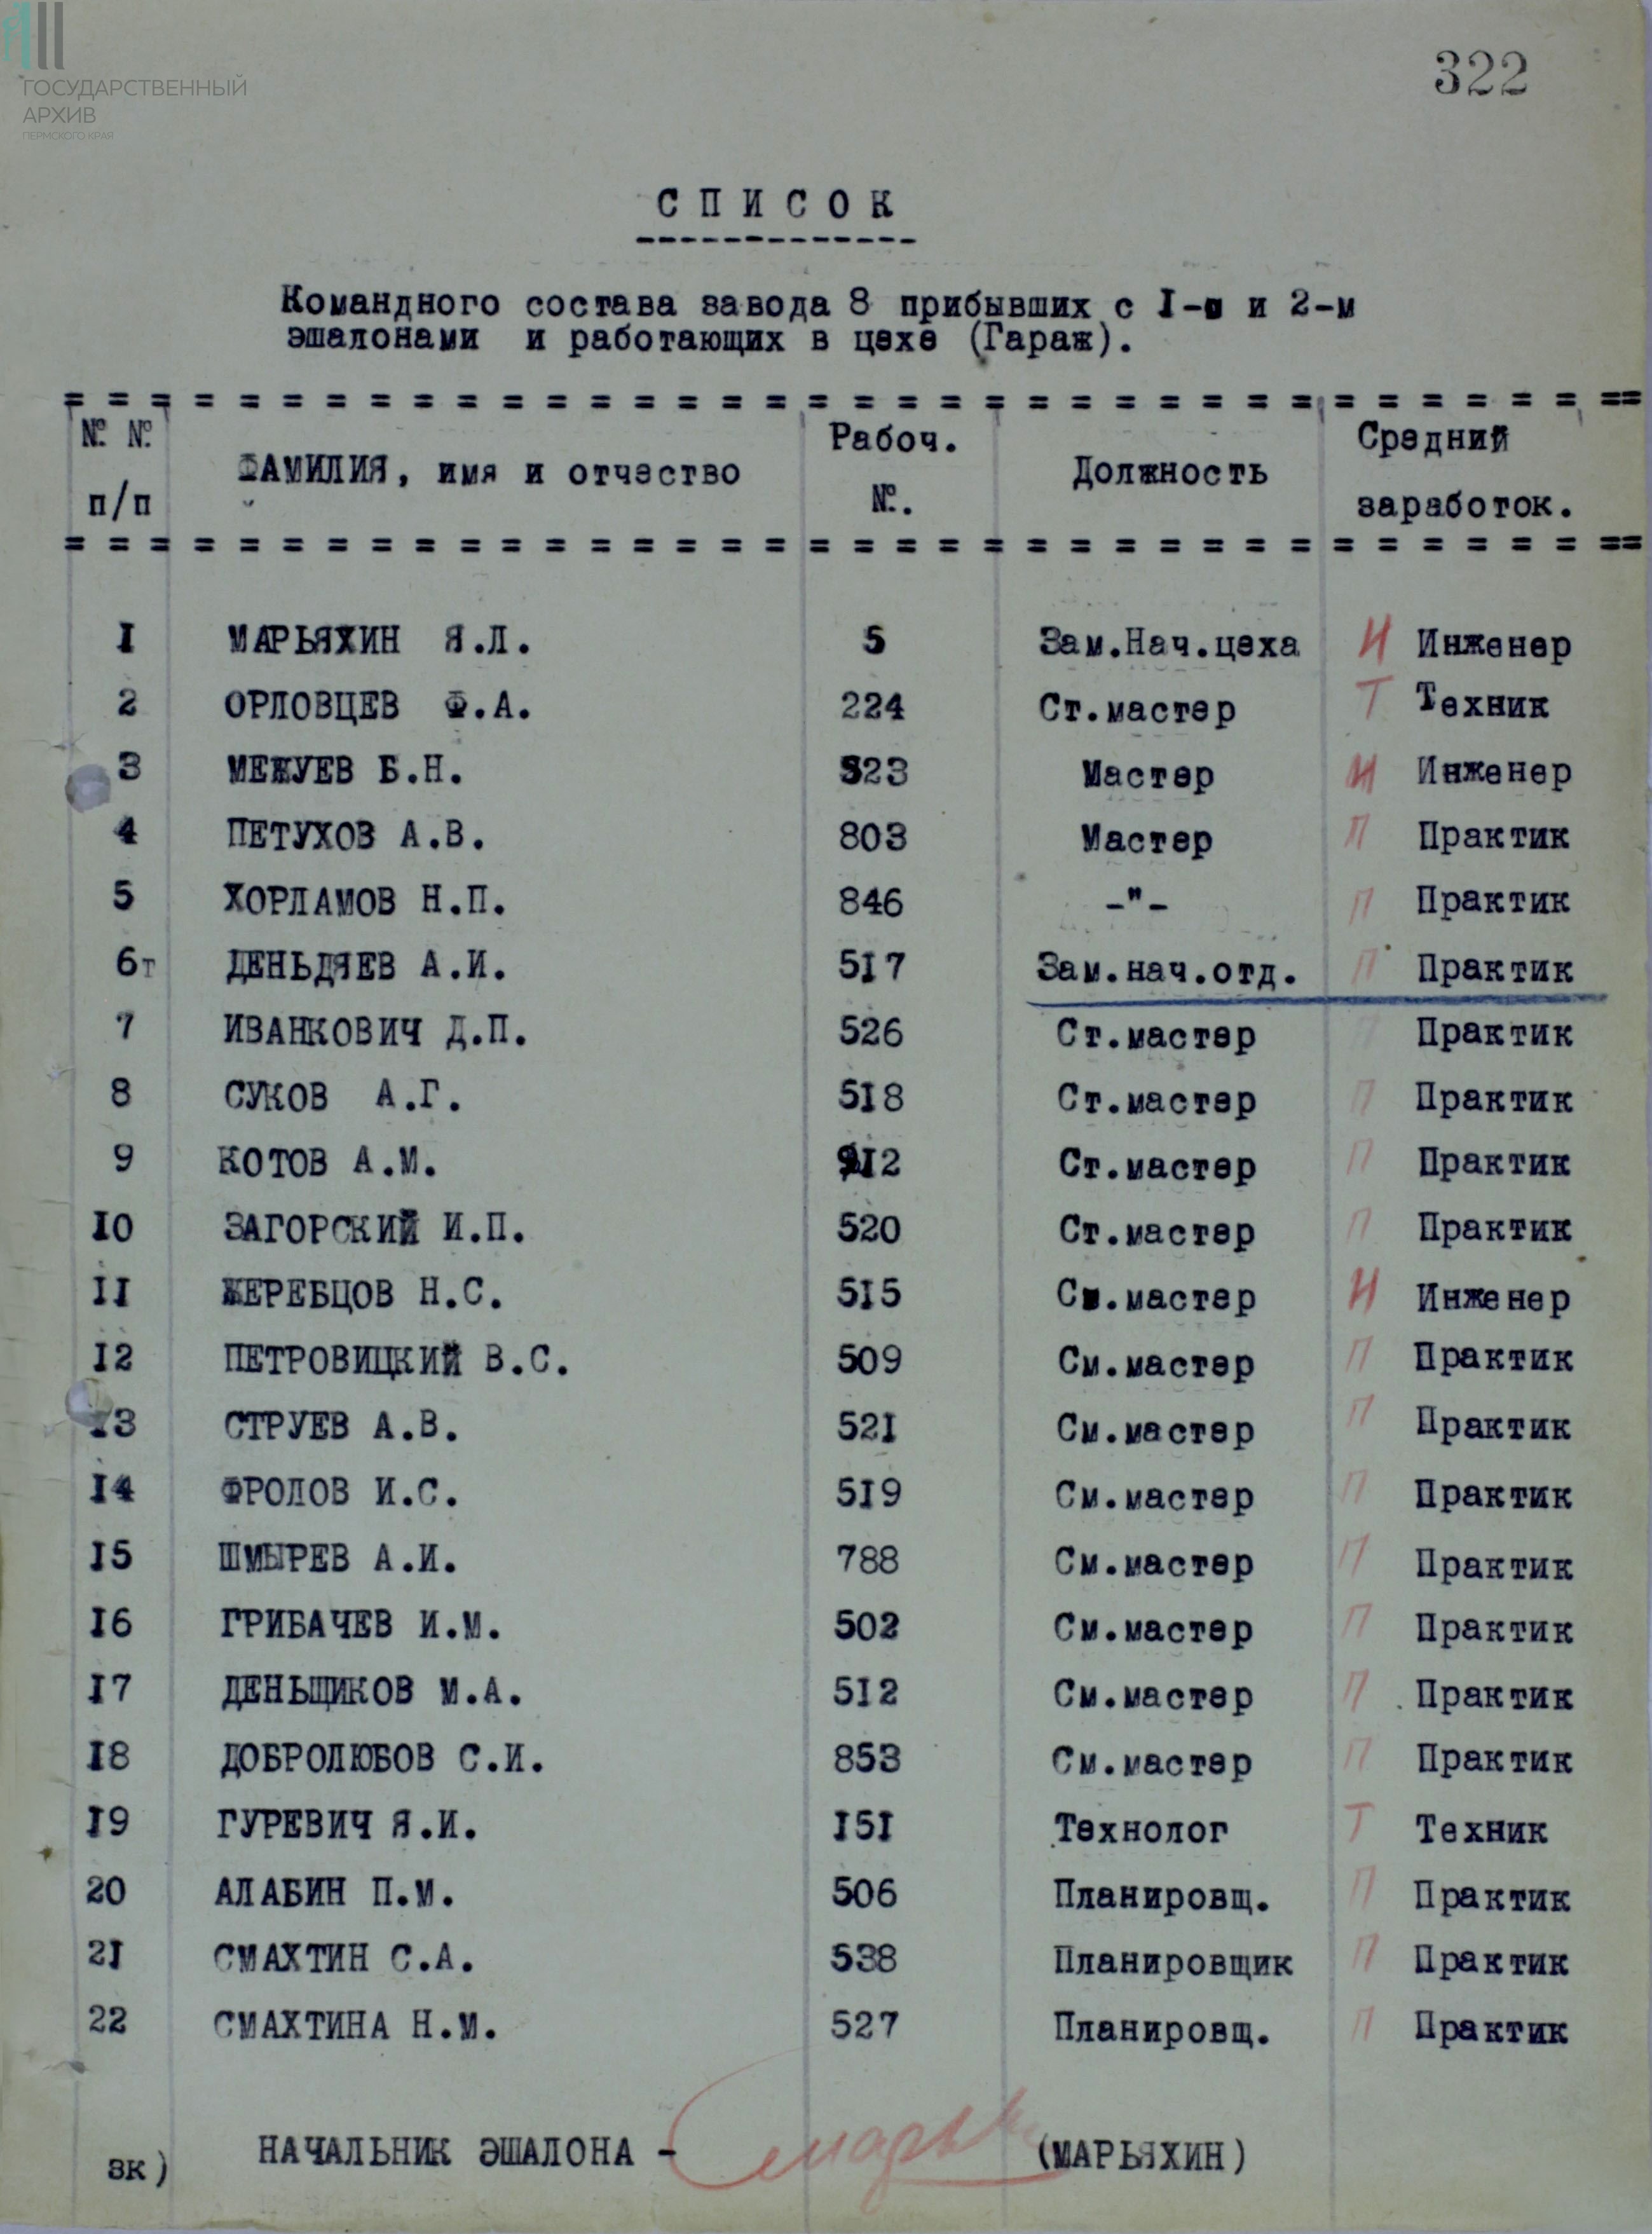 ГОСУДАРСТВЕННЫЙ
АРХИВ
ПЕРМСКОГО КРАЯ
322
СПИСОК
Командного состава завода 8 прибывших с I-м и 2-м
эшалонами и работающих в цехе (Гараж).
№ № п/п ФАМИЛИЯ, имя и отчество Рабоч. №. Должность Средний заработок.
I МАРЬЯХИН Я.Л. 5 Зам.Нач.цеха И Инженер
2 ОРЛОВЦЕВ Ф.А. 224 Ст.мастер Т Техник
3 МЕЖУЕВ Б.Н. 823 Мастер И Инженер
4 ПЕТУХОВ А.В. 803 Мастер П Практик
5 ХОРЛАМОВ Н.П. 846 -"- П Практик
6т ДЕНЬДЯЕВ А.И. 5I7 Зам.нач.отд. П Практик
7 ИВАНКОВИЧ Д.П. 526 Ст.мастер П Практик
8 СУКОВ А.Г. 5I8 Ст.мастер П Практик
9 КОТОВ А.М. Ст.мастер П Практик
I0 ЗАГОРСКИЙ И.П. 520 Ст.мастер П Практик
II ЖЕРЕБЦОВ Н.С. 5I5 См.мастер И Инженер
I2 ПЕТРОВИЦКИЙ В.С. 509 См.мастер П Практик
I3 СТРУЕВ А.В. 52I См.мастер П Практик
I4 ФРОЛОВ И.С. 5I9 См.мастер П Практик
I5 ШМЫРЕВ А.И. 788 См.мастер П Практик
I6 ГРИБАЧЕВ И.М. 502 См.мастер П Практик
I7 ДЕНЬЩИКОВ М.А. 5I2 См.мастер П Практик
I8 ДОБРОЛЮБОВ С.И. 853 См.мастер П Практик
I9 ГУРЕВИЧ Я.И. I5I Технолог Т Техник
20 АЛАБИН П.М. 506 Планировщ. П Практик
2I СМАХТИН С.А. 538 Планировщик П Практик
22 СМАХТИНА Н.М. 527 Планировщ. П Практик
НАЧАЛЬНИК ЭШАЛОНА - (МАРЬЯХИН)
зк)